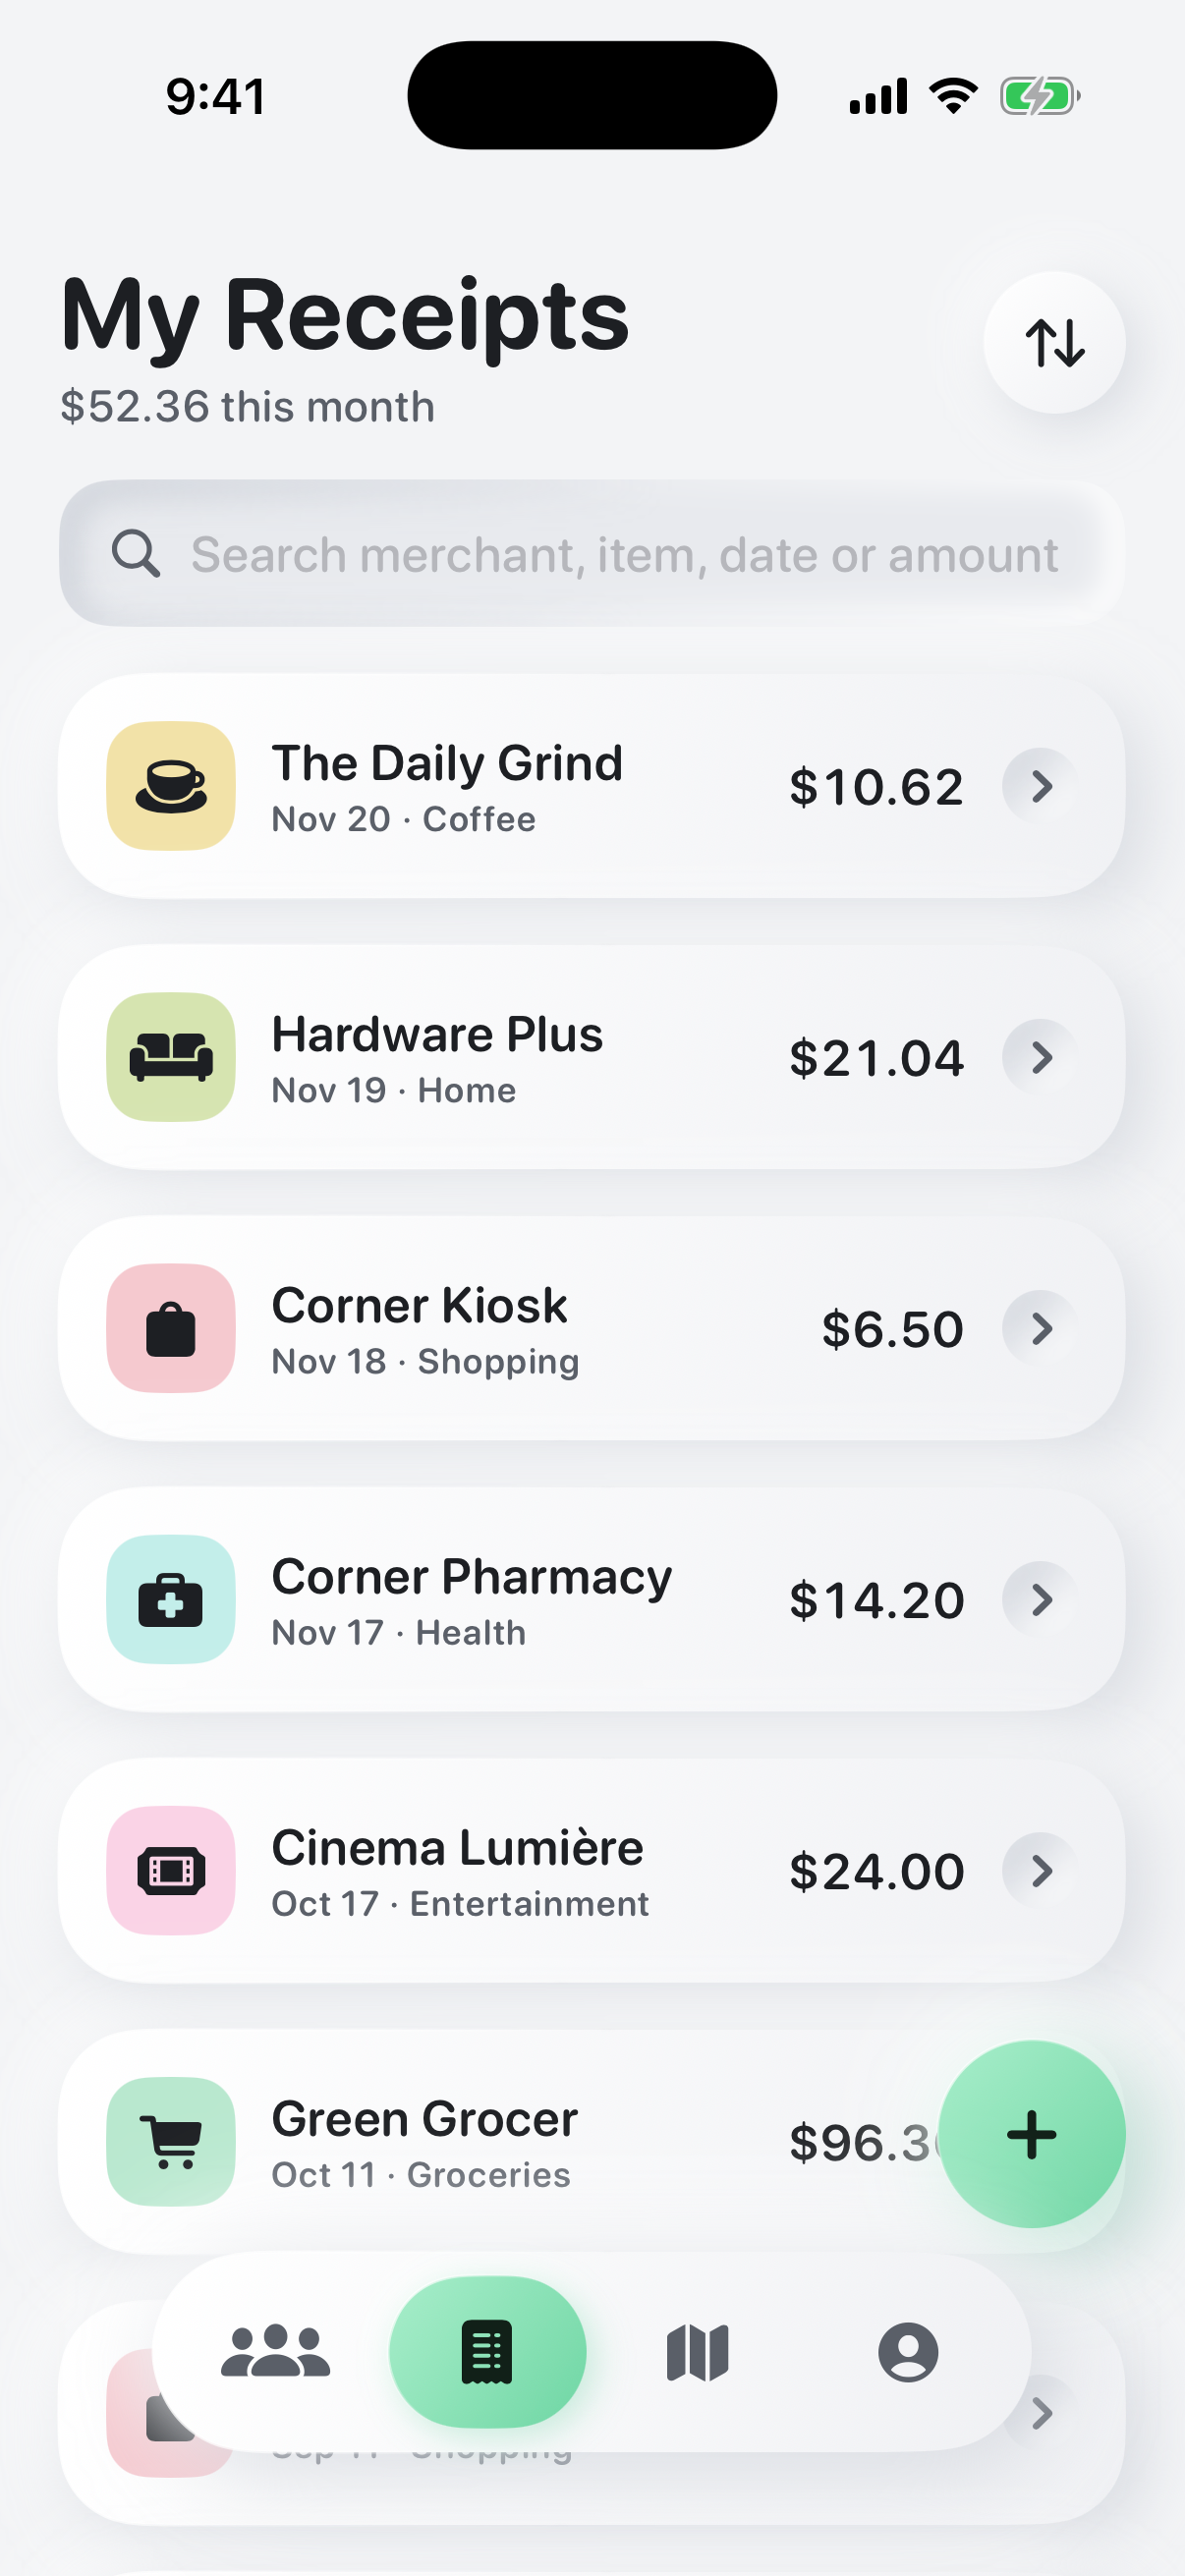 9:41
My Receipts
$52.36 this month
Search merchant, item, date or amount
The Daily Grind
Nov 20 · Coffee
$10.62
Hardware Plus
Nov 19 · Home
$21.04
Corner Kiosk
Nov 18 · Shopping
$6.50
Corner Pharmacy
Nov 17 · Health
$14.20
Cinema Lumière
Oct 17 · Entertainment
$24.00
Green Grocer
Oct 11 · Groceries
Shopping